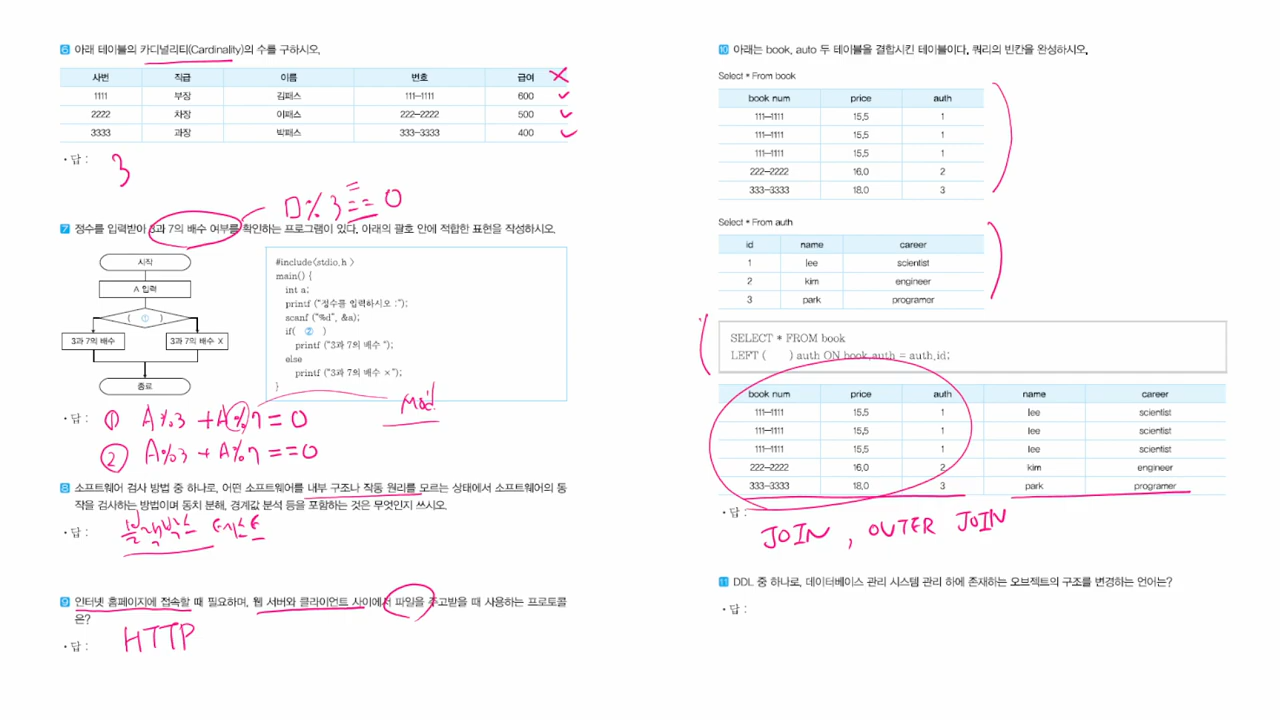 6 아래 테이블의 카디널리티(Cardinality)의 수를 구하시오.
사번 직급 이름 번호 급여
1111 부장 김패스 111-1111 600
2222 차장 이패스 222-2222 500
3333 과장 박패스 333-3333 400
• 답 : 3
□%3 == 0
7 정수를 입력받아 3과 7의 배수 여부를 확인하는 프로그램이 있다. 아래의 괄호 안에 적합한 표현을 작성하시오.
시작
A 입력
( ① )
3과 7의 배수 3과 7의 배수 X
종료
#include<stdio.h >
main() {
int a;
printf ("정수를 입력하시오 :");
scanf ("%d", &a);
if( ② )
printf ("3과 7의 배수 ");
else
printf ("3과 7의 배수 ×");
}
Mod
• 답 : ① A%3 + A%7 = 0
② A%3 + A%7 == 0
8 소프트웨어 검사 방법 중 하나로, 어떤 소프트웨어를 내부 구조나 작동 원리를 모르는 상태에서 소프트웨어의 동
작을 검사하는 방법이며 동치 분해, 경계값 분석 등을 포함하는 것은 무엇인지 쓰시오.
• 답 : 블랙박스 테스트
9 인터넷 홈페이지에 접속할 때 필요하며, 웹 서버와 클라이언트 사이에서 파일을 주고받을 때 사용하는 프로토콜
은?
• 답 : HTTP
10 아래는 book, auto 두 테이블을 결합시킨 테이블이다. 쿼리의 빈칸을 완성하시오.
Select * From book
book num price auth
111-1111 15.5 1
111-1111 15.5 1
111-1111 15.5 1
222-2222 16.0 2
333-3333 18.0 3
Select * From auth
id name career
1 lee scientist
2 kim engineer
3 park programer
SELECT * FROM book
LEFT ( ) auth ON book.auth = auth.id;
book num price auth name career
111-1111 15.5 1 lee scientist
111-1111 15.5 1 lee scientist
111-1111 15.5 1 lee scientist
222-2222 16.0 2 kim engineer
333-3333 18.0 3 park programer
• 답 :
JOIN , OUTER JOIN
11 DDL 중 하나로, 데이터베이스 관리 시스템 관리 하에 존재하는 오브젝트의 구조를 변경하는 언어는?
• 답 :